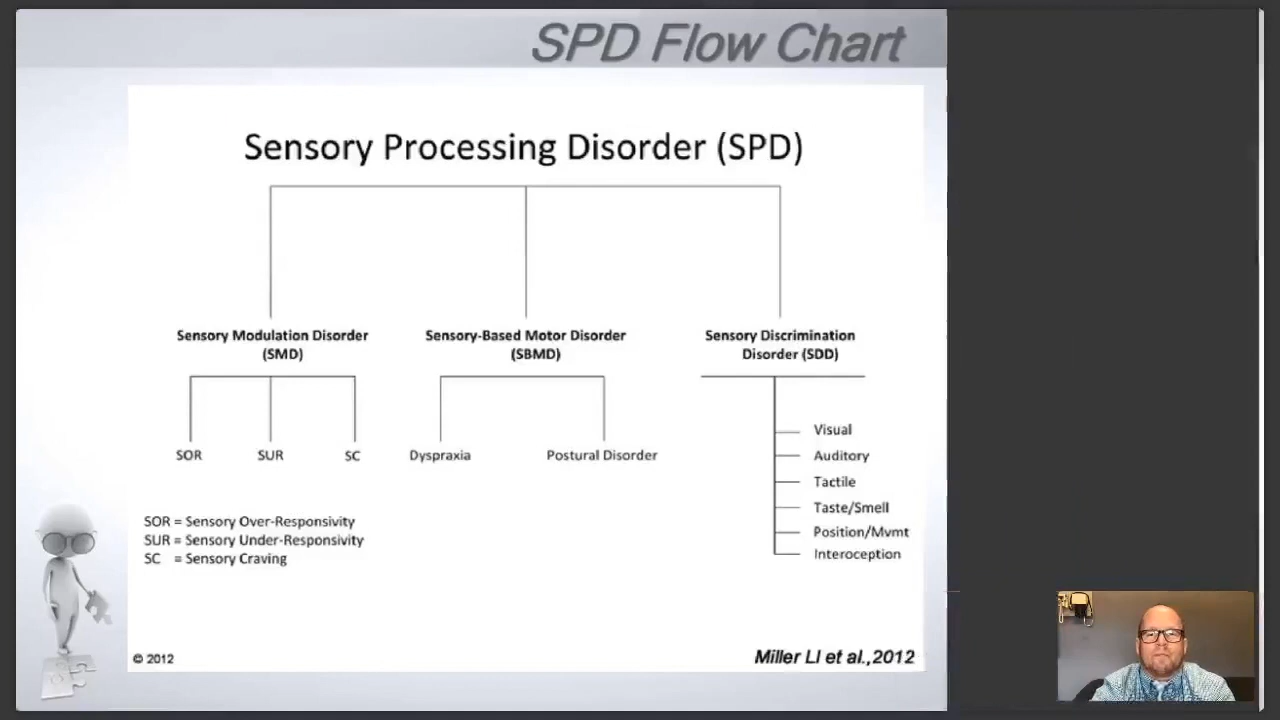 SPD Flow Chart
Sensory Processing Disorder (SPD)
Sensory Modulation Disorder
(SMD)
Sensory-Based Motor Disorder
(SBMD)
Sensory Discrimination
Disorder (SDD)
SOR
SUR
SC
Dyspraxia
Postural Disorder
Visual
Auditory
Tactile
Taste/Smell
Position/Mvmt
Interoception
SOR = Sensory Over-Responsivity
SUR = Sensory Under-Responsivity
SC = Sensory Craving
© 2012
Miller LI et al.,2012